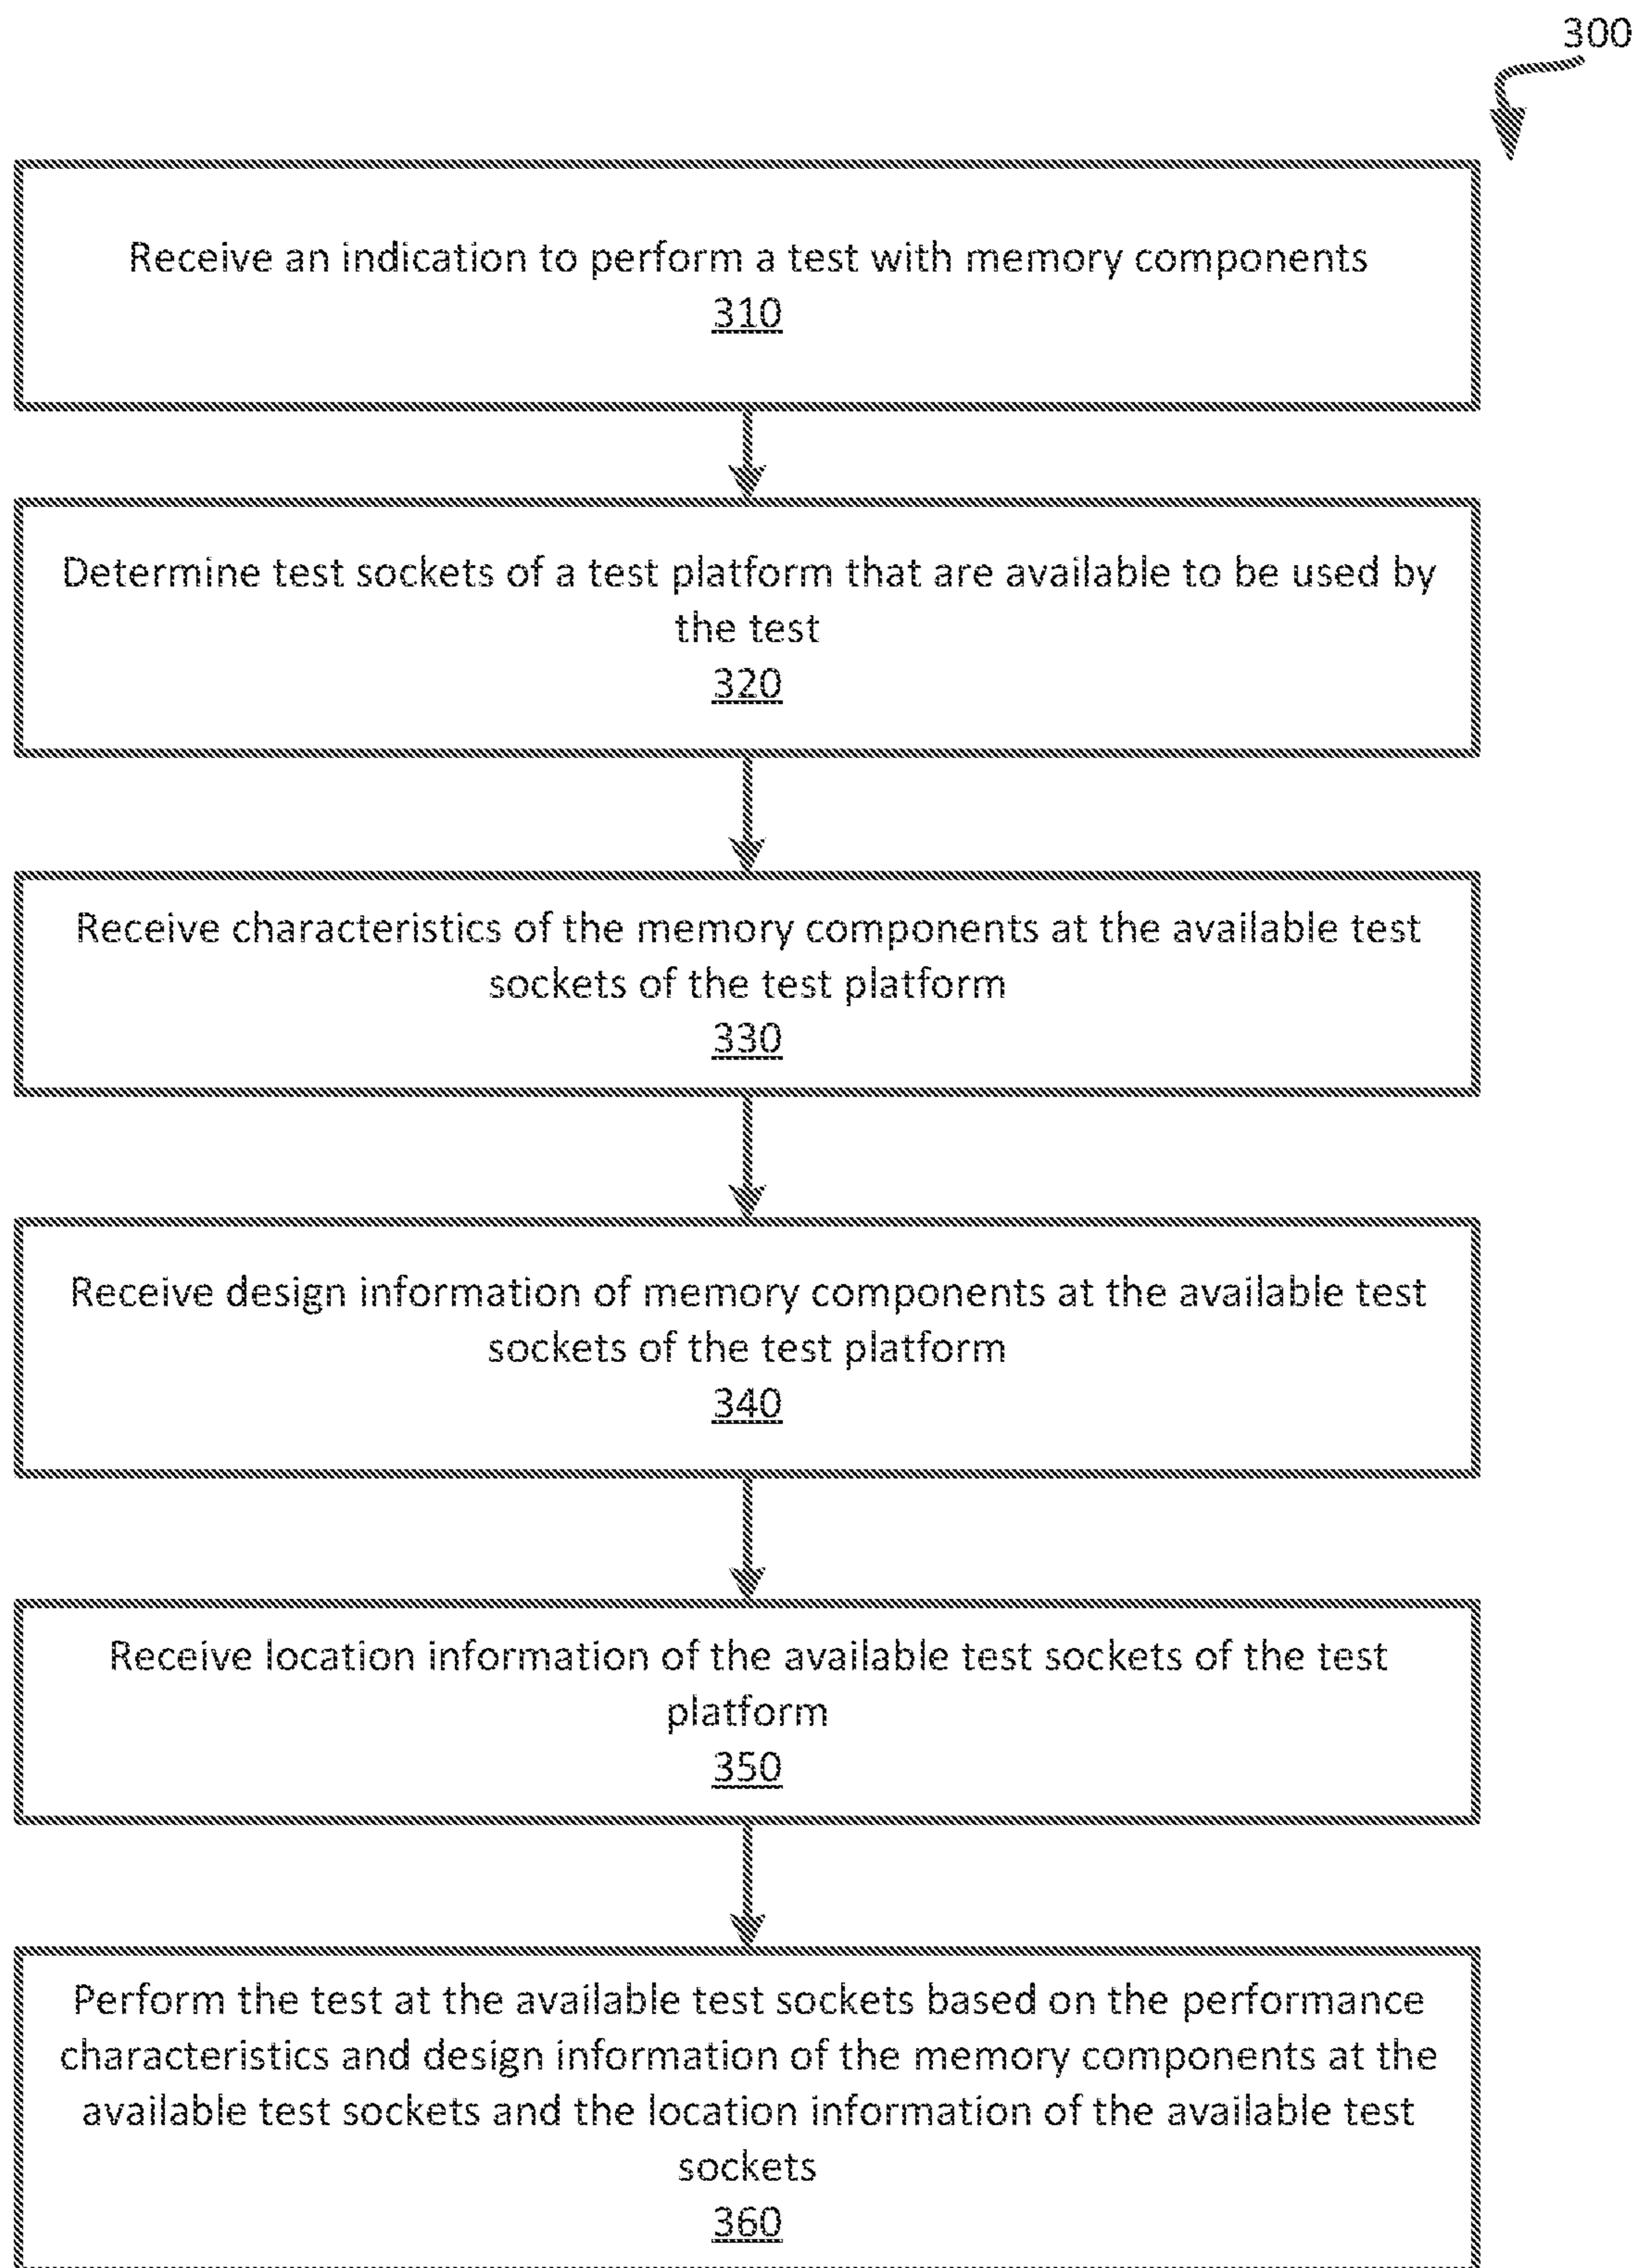 300
Receive an indication to perform a test with memory components
310
Determine test sockets of a test platform that are available to be used by
the test
320
Receive characteristics of the memory components at the available test
sockets of the test platform
330
Receive design information of memory components at the available test
sockets of the test platform
340
Receive location information of the available test sockets of the test
platform
350
Perform the test at the available test sockets based on the performance
characteristics and design information of the memory components at the
available test sockets and the location information of the available test
sockets
360